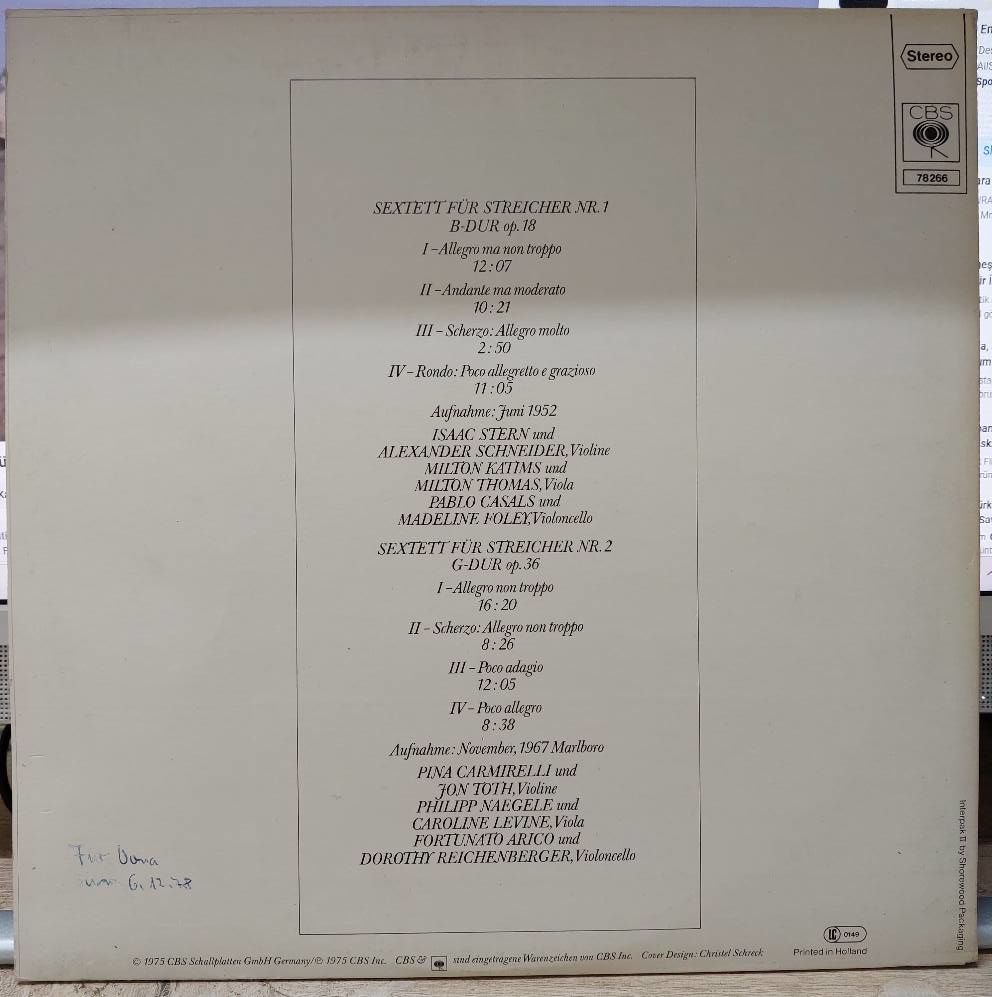 Stereo
CBS
78266
SEXTETT FÜR STREICHER NR. 1
B-DUR op. 18
I – Allegro ma non troppo
12:07
II – Andante ma moderato
10:21
III – Scherzo: Allegro molto
2:50
IV – Rondo: Poco allegretto e grazioso
11:05
Aufnahme: Juni 1952
ISAAC STERN und
ALEXANDER SCHNEIDER, Violine
MILTON KATIMS und
MILTON THOMAS, Viola
PABLO CASALS und
MADELINE FOLEY, Violoncello
SEXTETT FÜR STREICHER NR. 2
G-DUR op. 36
I – Allegro non troppo
16:20
II – Scherzo: Allegro non troppo
8:26
III – Poco adagio
12:05
IV – Poco allegro
8:38
Aufnahme: November, 1967 Marlboro
PINA CARMIRELLI und
JON TOTH, Violine
PHILIPP NAEGELE und
CAROLINE LEVINE, Viola
FORTUNATO ARICO und
DOROTHY REICHENBERGER, Violoncello
Für Dona
zum 6.12.78
Interpak II by Shorewood Packaging
LC 0149
Printed in Holland
© 1975 CBS Schallplatten GmbH Germany/℗ 1975 CBS Inc. CBS & sind eingetragene Warenzeichen von CBS Inc. Cover Design: Christel Schreck